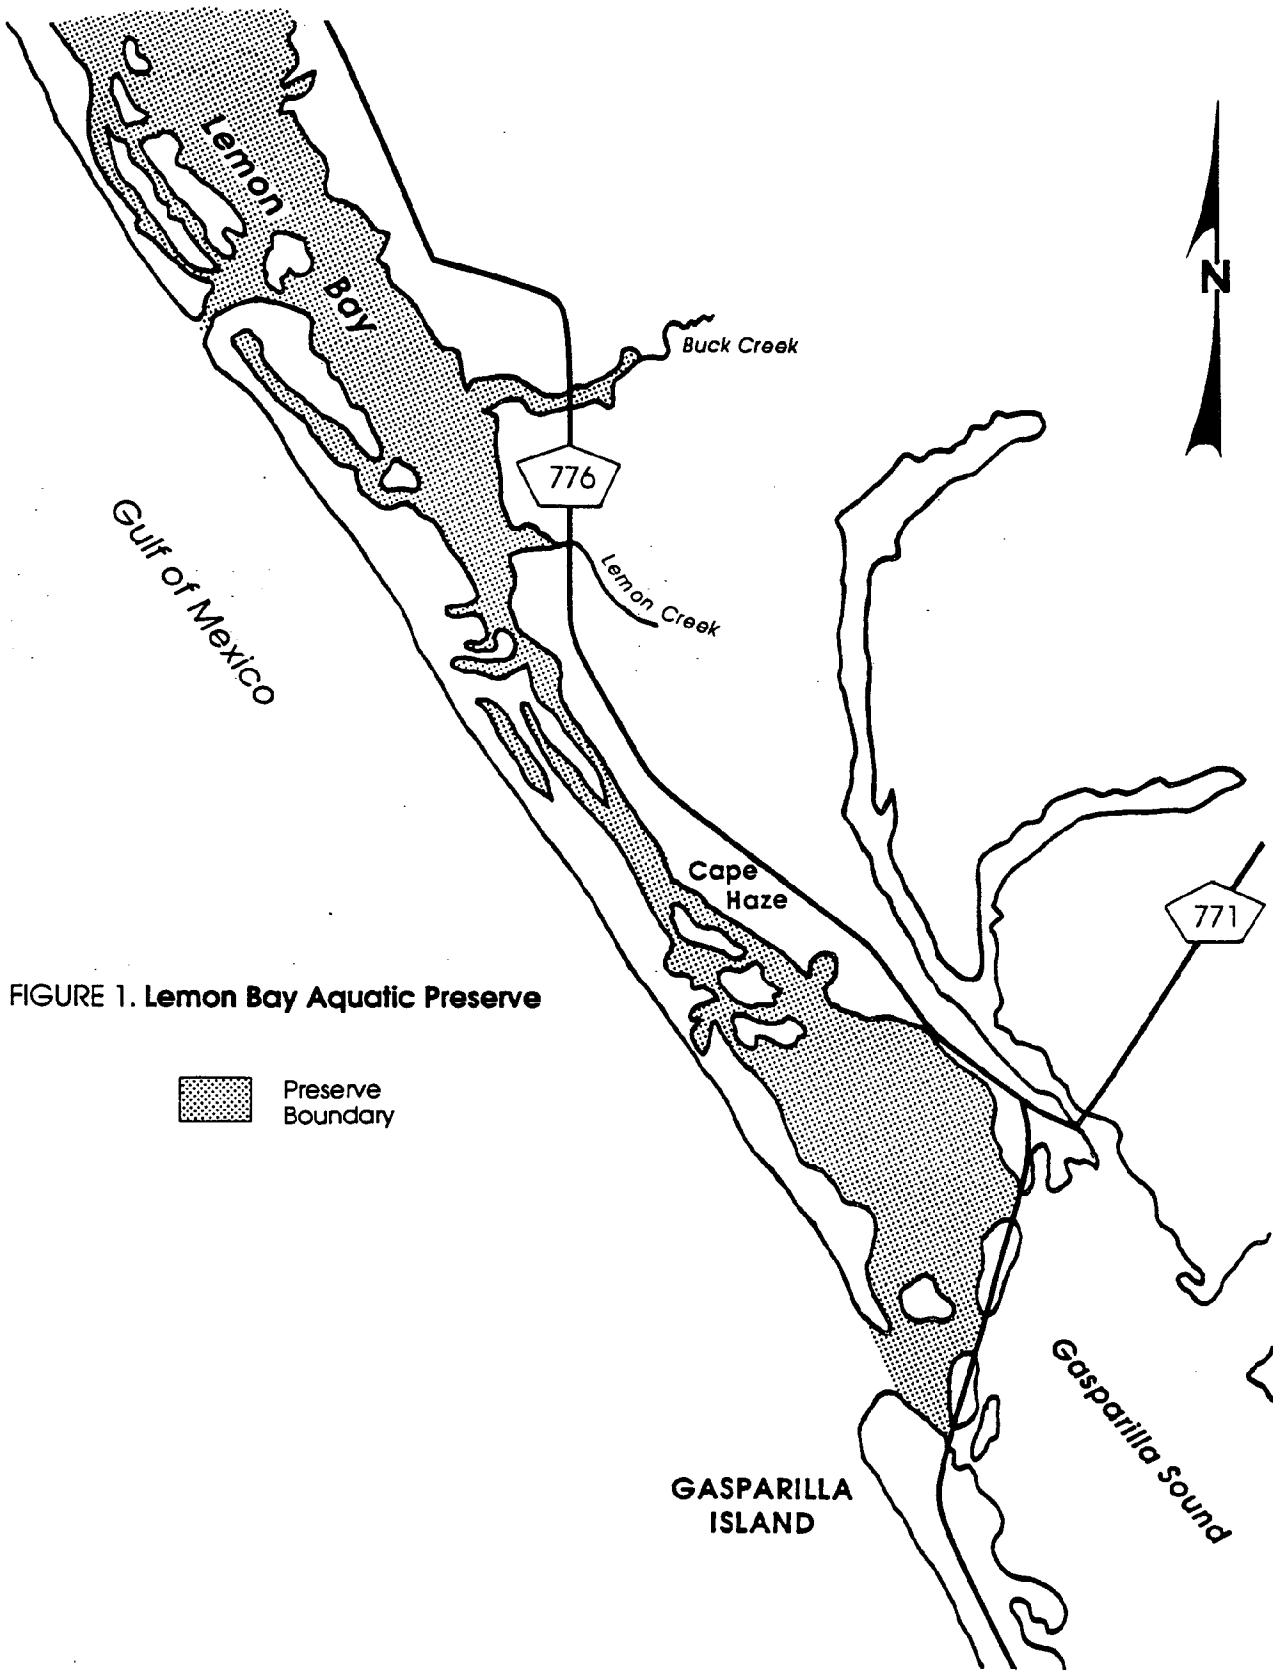 Lemon
Bay
N
Buck Creek
776
Gulf of Mexico
Lemon Creek
Cape
Haze
771
FIGURE 1. Lemon Bay Aquatic Preserve
Preserve
Boundary
Gasparilla Sound
GASPARILLA
ISLAND